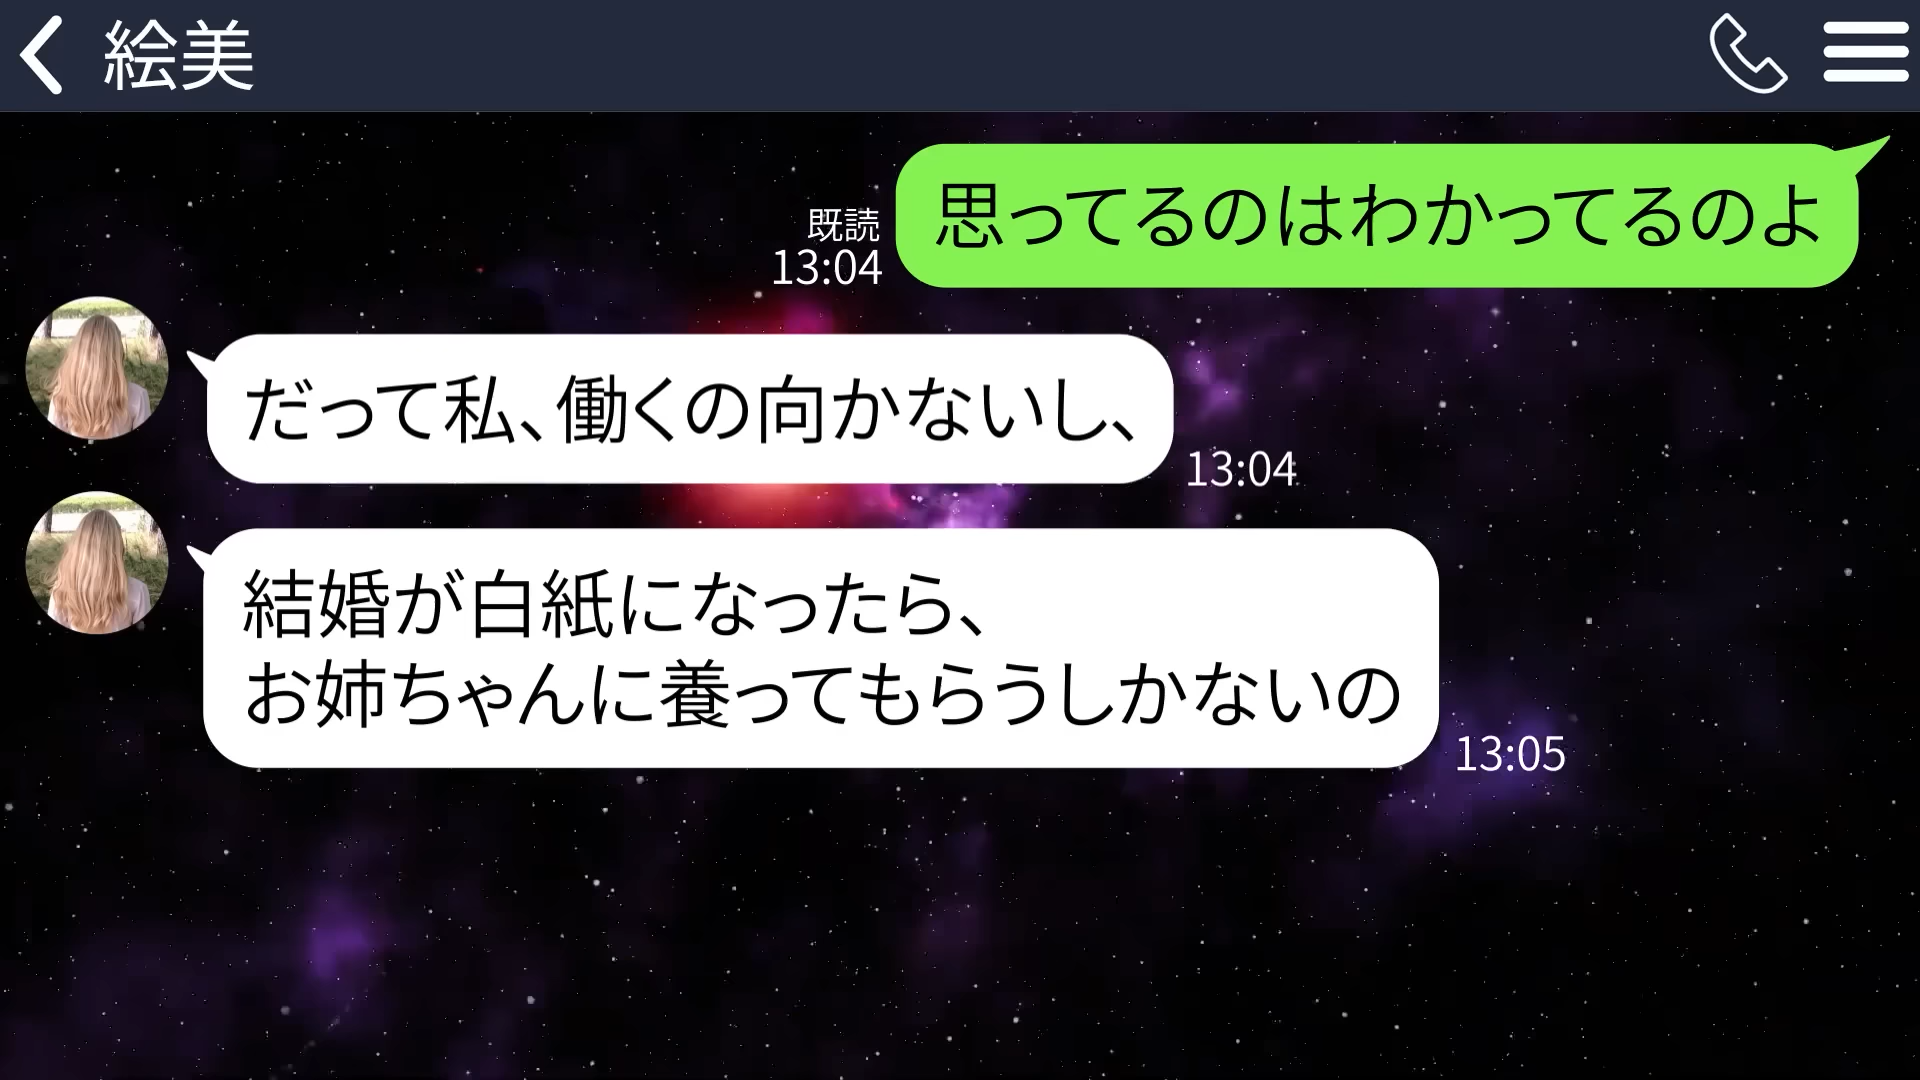 絵美
思ってるのはわかってるのよ
既読
13:04
だって私、働くの向かないし、
13:04
結婚が白紙になったら、
お姉ちゃんに養ってもらうしかないの
13:05